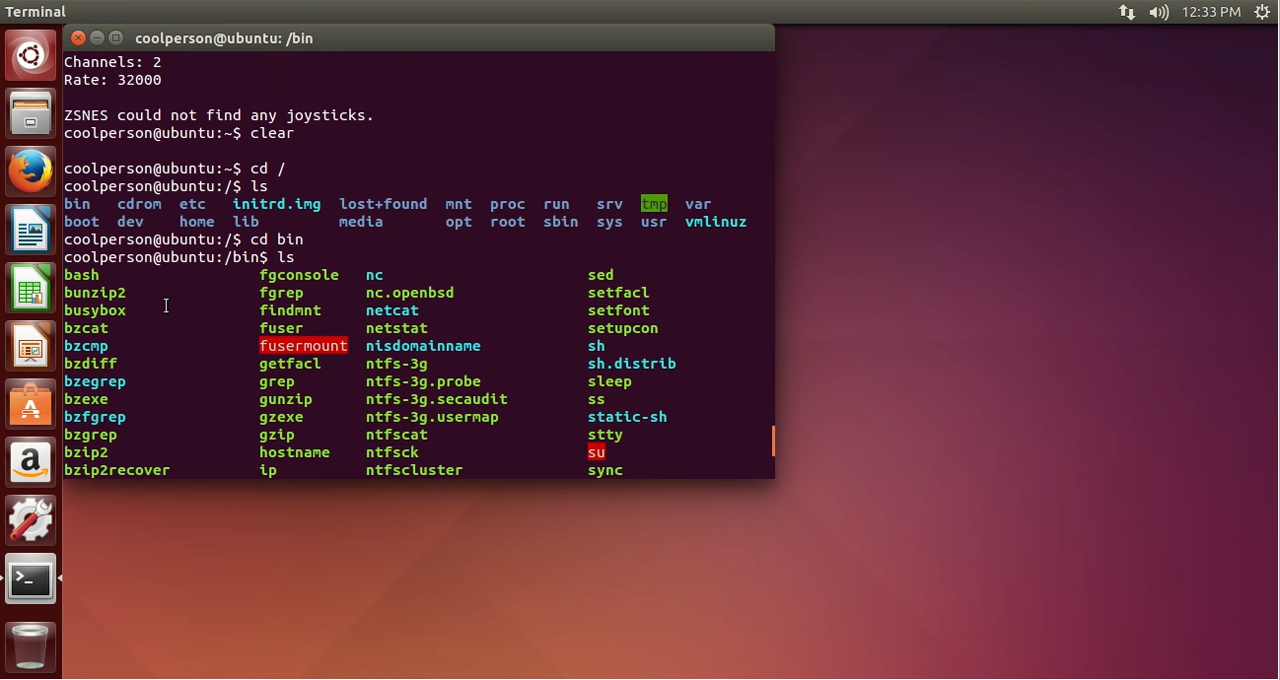 Terminal
12:33 PM
coolperson@ubuntu: /bin
Channels: 2
Rate: 32000
ZSNES could not find any joysticks.
coolperson@ubuntu:~$ clear
coolperson@ubuntu:~$ cd /
coolperson@ubuntu:/$ ls
bin cdrom etc initrd.img lost+found mnt proc run srv tmp var
boot dev home lib media opt root sbin sys usr vmlinuz
coolperson@ubuntu:/$ cd bin
coolperson@ubuntu:/bin$ ls
bash fgconsole nc sed
bunzip2 fgrep nc.openbsd setfacl
busybox findmnt netcat setfont
bzcat fuser netstat setupcon
bzcmp fusermount nisdomainname sh
bzdiff getfacl ntfs-3g sh.distrib
bzegrep grep ntfs-3g.probe sleep
bzexe gunzip ntfs-3g.secaudit ss
bzfgrep gzexe ntfs-3g.usermap static-sh
bzgrep gzip ntfscat stty
bzip2 hostname ntfsck su
bzip2recover ip ntfscluster sync